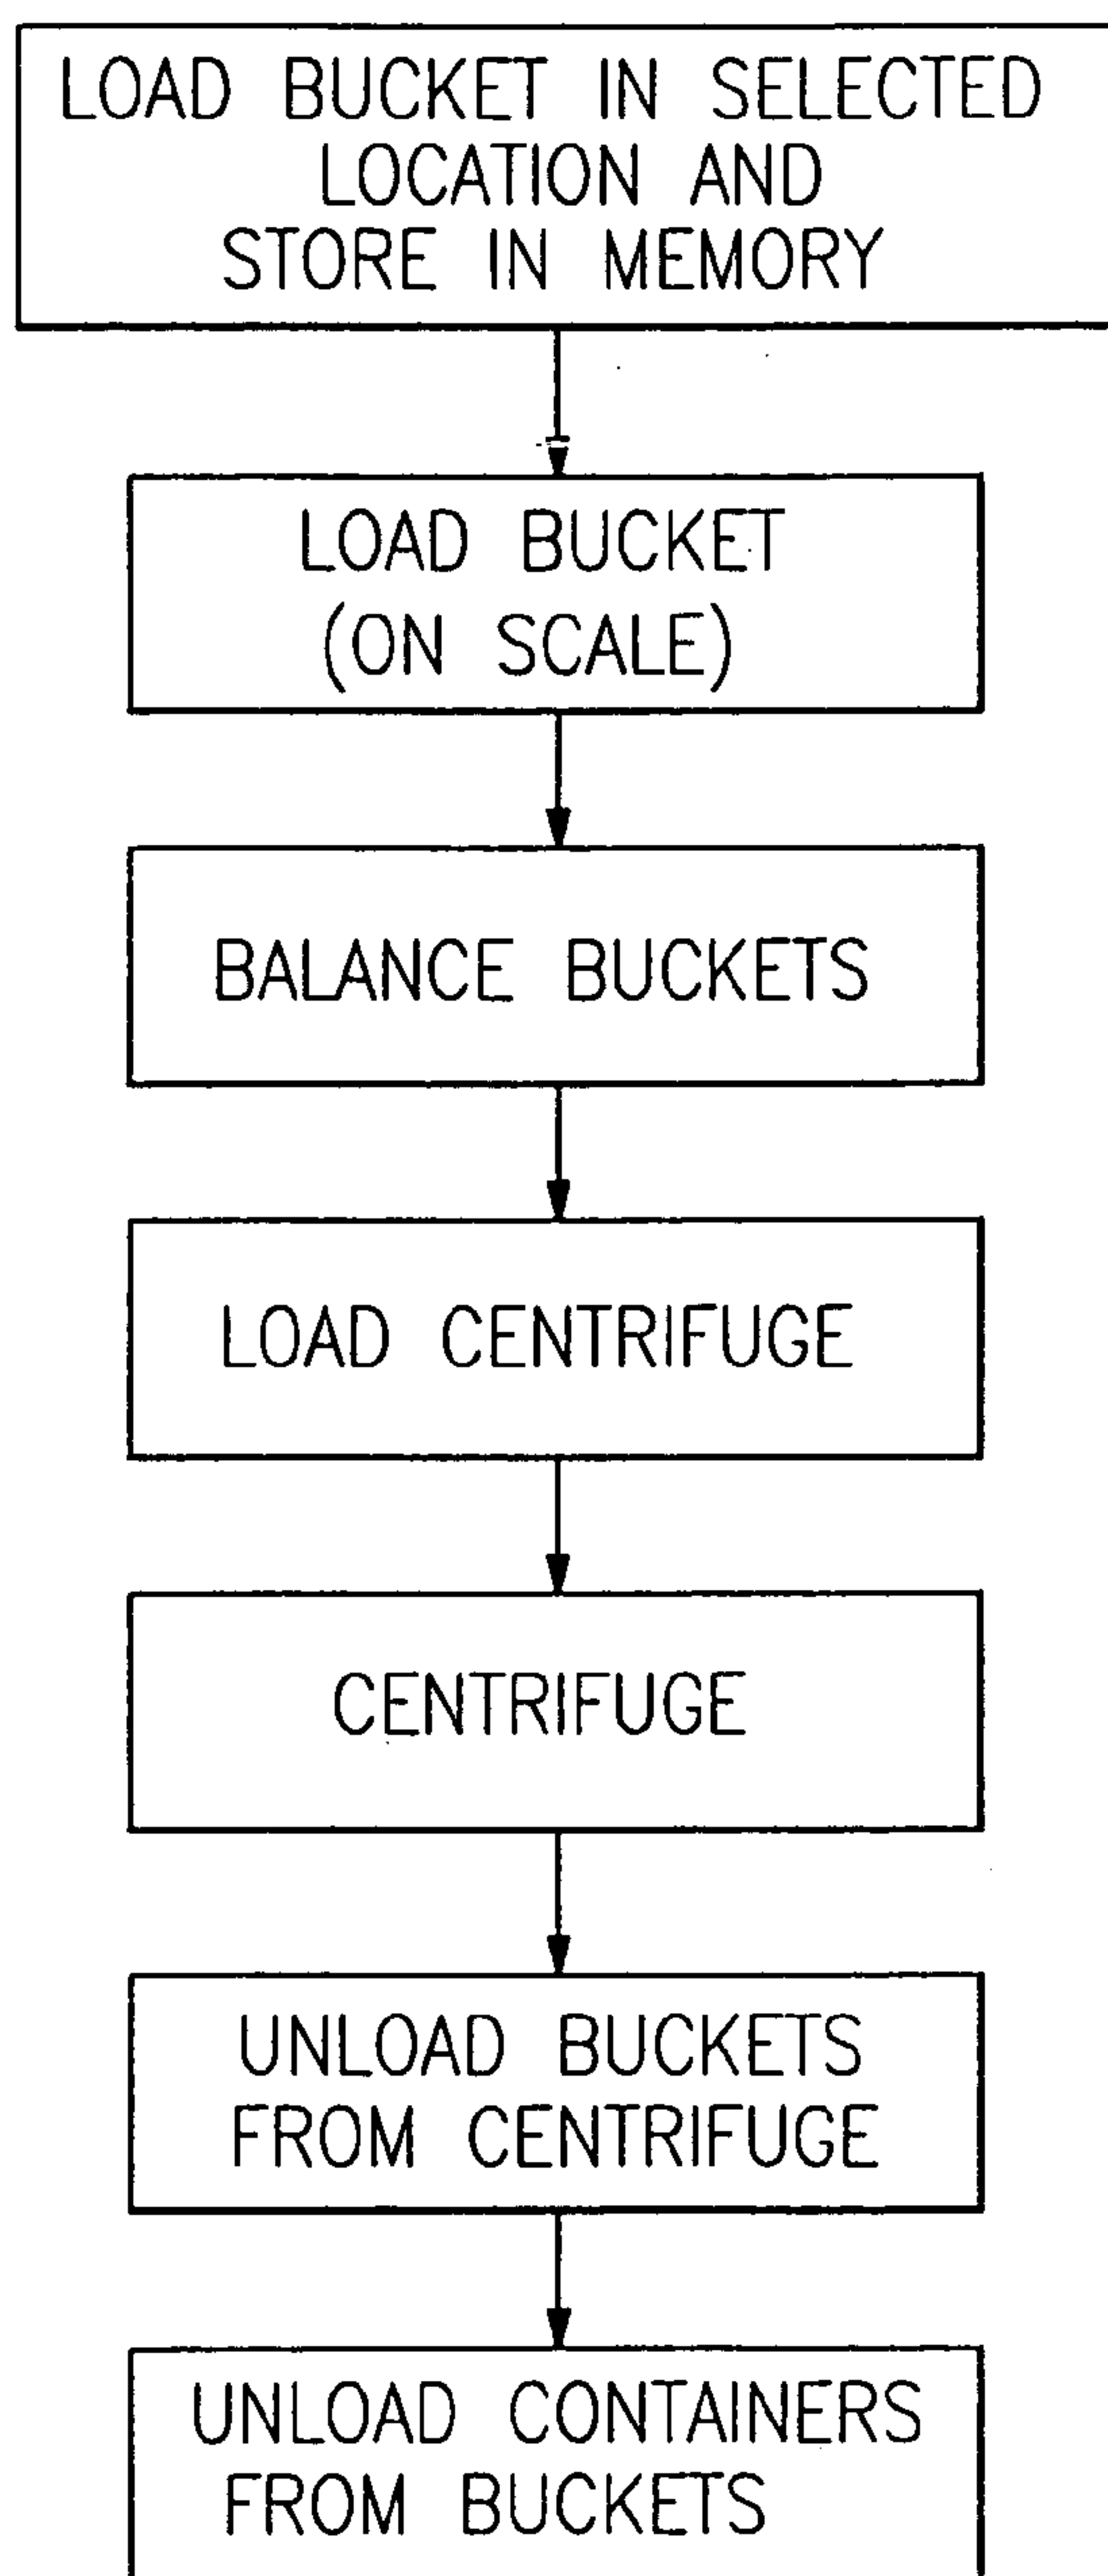 LOAD BUCKET IN SELECTED
LOCATION AND
STORE IN MEMORY
LOAD BUCKET
(ON SCALE)
BALANCE BUCKETS
LOAD CENTRIFUGE
CENTRIFUGE
UNLOAD BUCKETS
FROM CENTRIFUGE
UNLOAD CONTAINERS
FROM BUCKETS